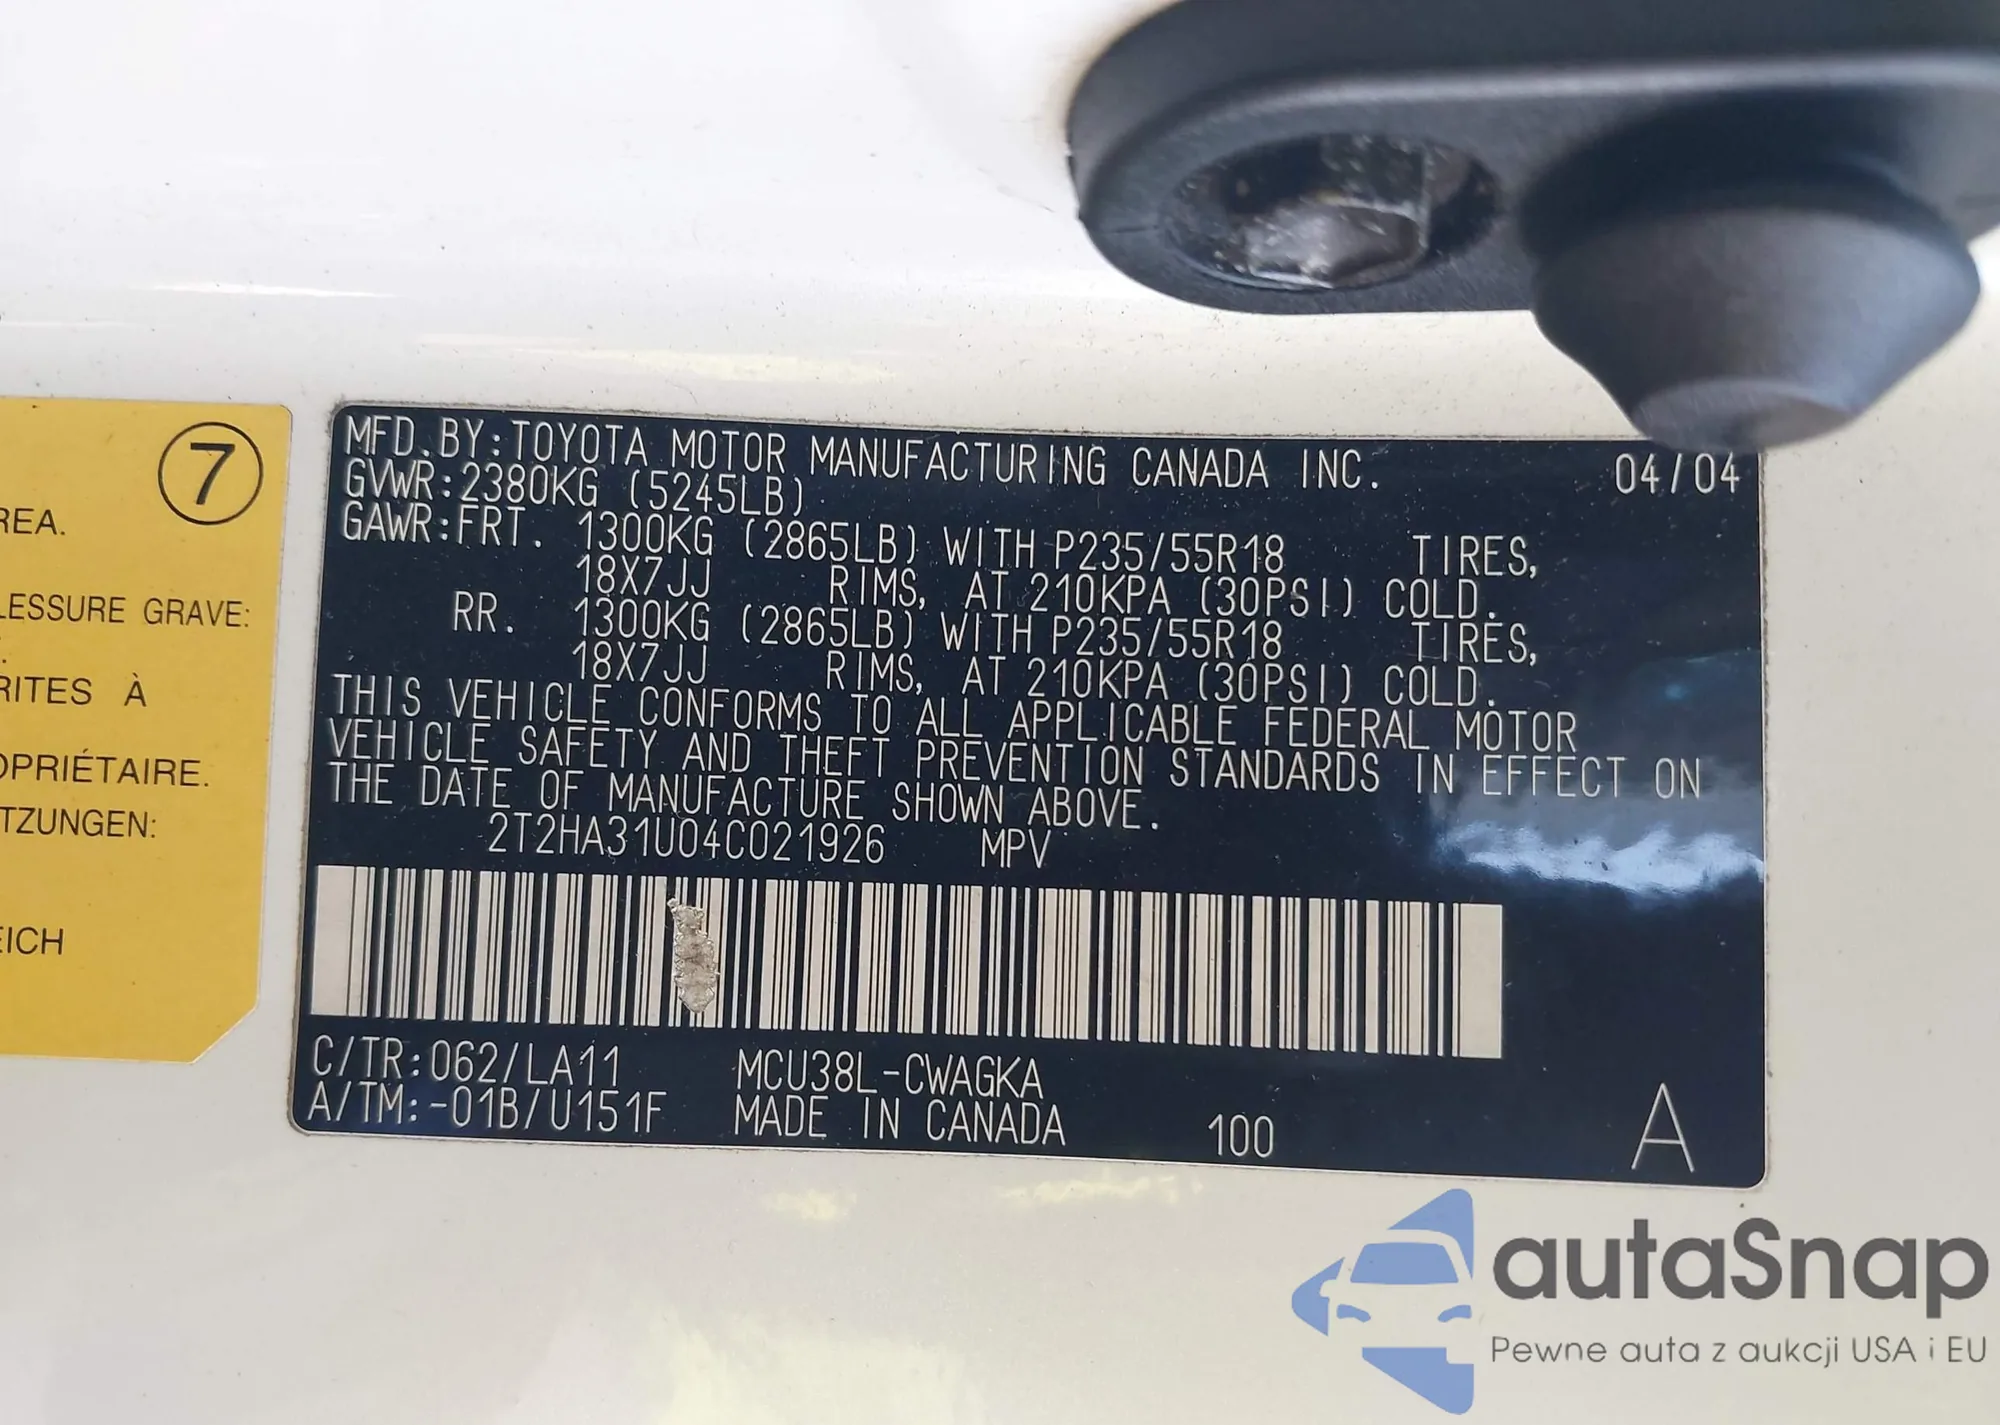 7
REA.
LESSURE GRAVE:
RITES À
OPRIÉTAIRE.
TZUNGEN:
EICH
MFD.BY:TOYOTA MOTOR MANUFACTURING CANADA INC. 04/04
GVWR:2380KG (5245LB)
GAWR:FRT. 1300KG (2865LB) WITH P235/55R18 TIRES,
18X7JJ RIMS, AT 210KPA (30PSI) COLD.
RR. 1300KG (2865LB) WITH P235/55R18 TIRES,
18X7JJ RIMS, AT 210KPA (30PSI) COLD.
THIS VEHICLE CONFORMS TO ALL APPLICABLE FEDERAL MOTOR
VEHICLE SAFETY AND THEFT PREVENTION STANDARDS IN EFFECT ON
THE DATE OF MANUFACTURE SHOWN ABOVE.
2T2HA31U04C021926 MPV
C/TR:062/LA11 MCU38L-CWAGKA
A/TM:-01B/U151F MADE IN CANADA 100 A
autaSnap
Pewne auta z aukcji USA i EU